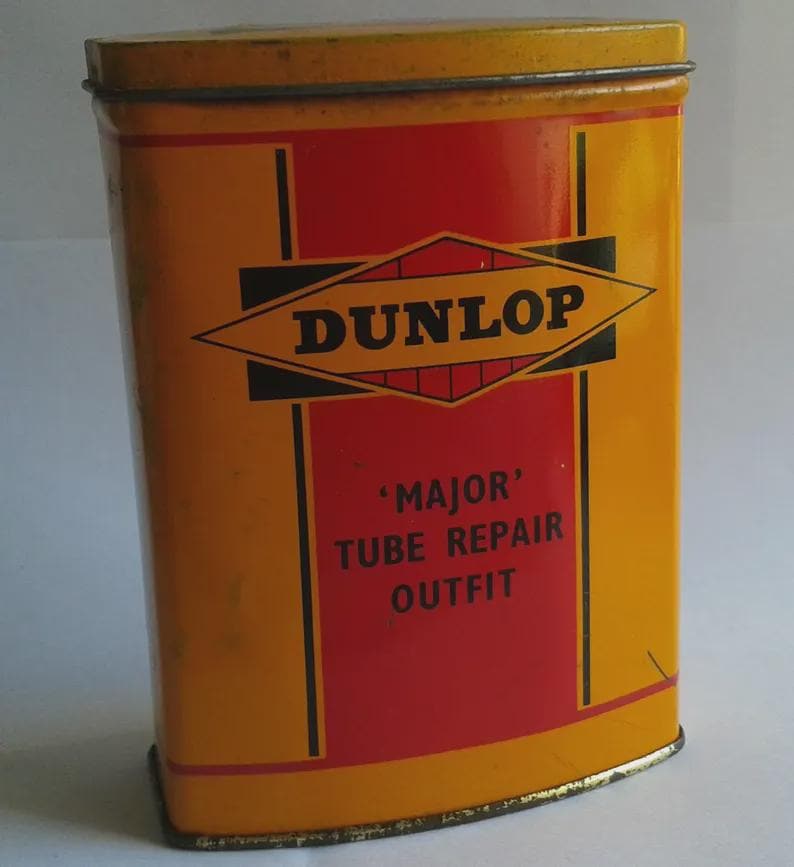 DUNLOP
‘MAJOR’
TUBE REPAIR
OUTFIT